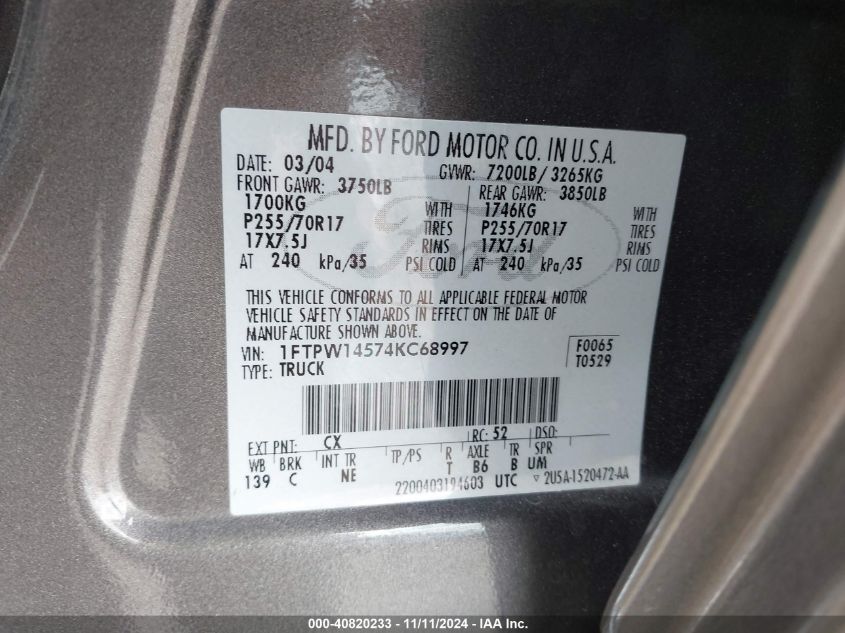 MFD. BY FORD MOTOR CO. IN U.S.A.
DATE: 03/04 GVWR: 7200LB/ 3265KG
FRONT GAWR: 3750LB REAR GAWR: 3850LB
1700KG WITH 1746KG WITH
P255/70R17 TIRES P255/70R17 TIRES
17X7.5J RIMS 17X7.5J RIMS
AT 240 kPa/35 PSI COLD AT 240 kPa/35 PSI COLD
Ford
THIS VEHICLE CONFORMS TO ALL APPLICABLE FEDERAL MOTOR
VEHICLE SAFETY STANDARDS IN EFFECT ON THE DATE OF
MANUFACTURE SHOWN ABOVE.
VIN: 1FTPW14574KC68997 F0065
TYPE: TRUCK T0529
EXT PNT: CX RC: 52 DSO:
WB BRK INT TR TP/PS R AXLE TR SPR
139 C NE T B6 B UM
2200403194603 UTC ▽ 2U5A-1520472-AA
000-40820233 - 11/11/2024 - IAA Inc.